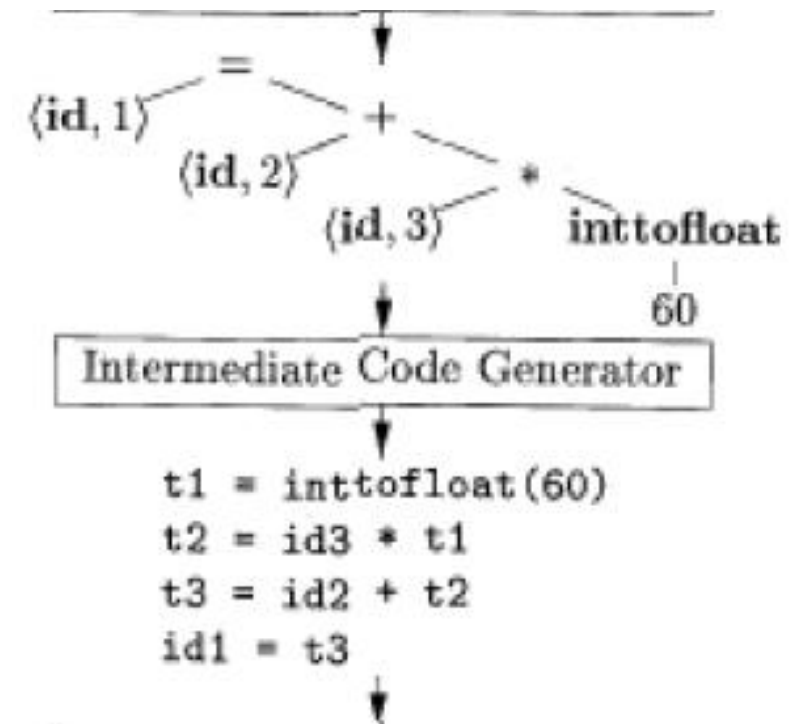 =
⟨id, 1⟩ +
⟨id, 2⟩ *
⟨id, 3⟩ inttofloat
60
Intermediate Code Generator
t1 = inttofloat(60)
t2 = id3 * t1
t3 = id2 + t2
id1 = t3